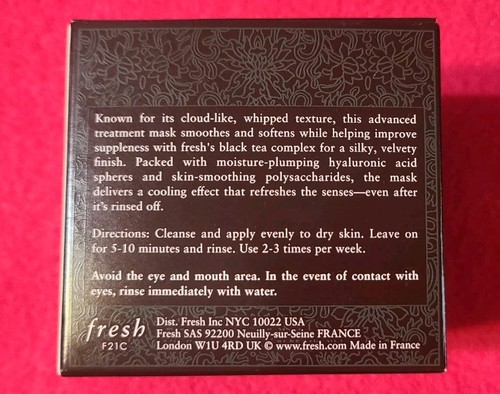 Known for its cloud-like, whipped texture, this advanced
treatment mask smoothes and softens while helping improve
suppleness with fresh's black tea complex for a silky, velvety
finish. Packed with moisture-plumping hyaluronic acid
spheres and skin-smoothing polysaccharides, the mask
delivers a cooling effect that refreshes the senses—even after
it's rinsed off.
Directions: Cleanse and apply evenly to dry skin. Leave on
for 5-10 minutes and rinse. Use 2-3 times per week.
Avoid the eye and mouth area. In the event of contact with
eyes, rinse immediately with water.
fresh
F21C
Dist. Fresh Inc NYC 10022 USA
Fresh SAS 92200 Neuilly-sur-Seine FRANCE
London W1U 4RD UK © www.fresh.com Made in France